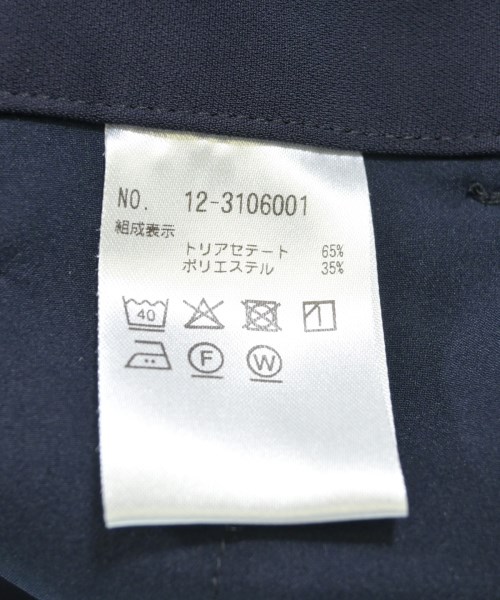 NO. 12-3106001
組成表示
トリアセテート 65%
ポリエステル 35%
40
F W